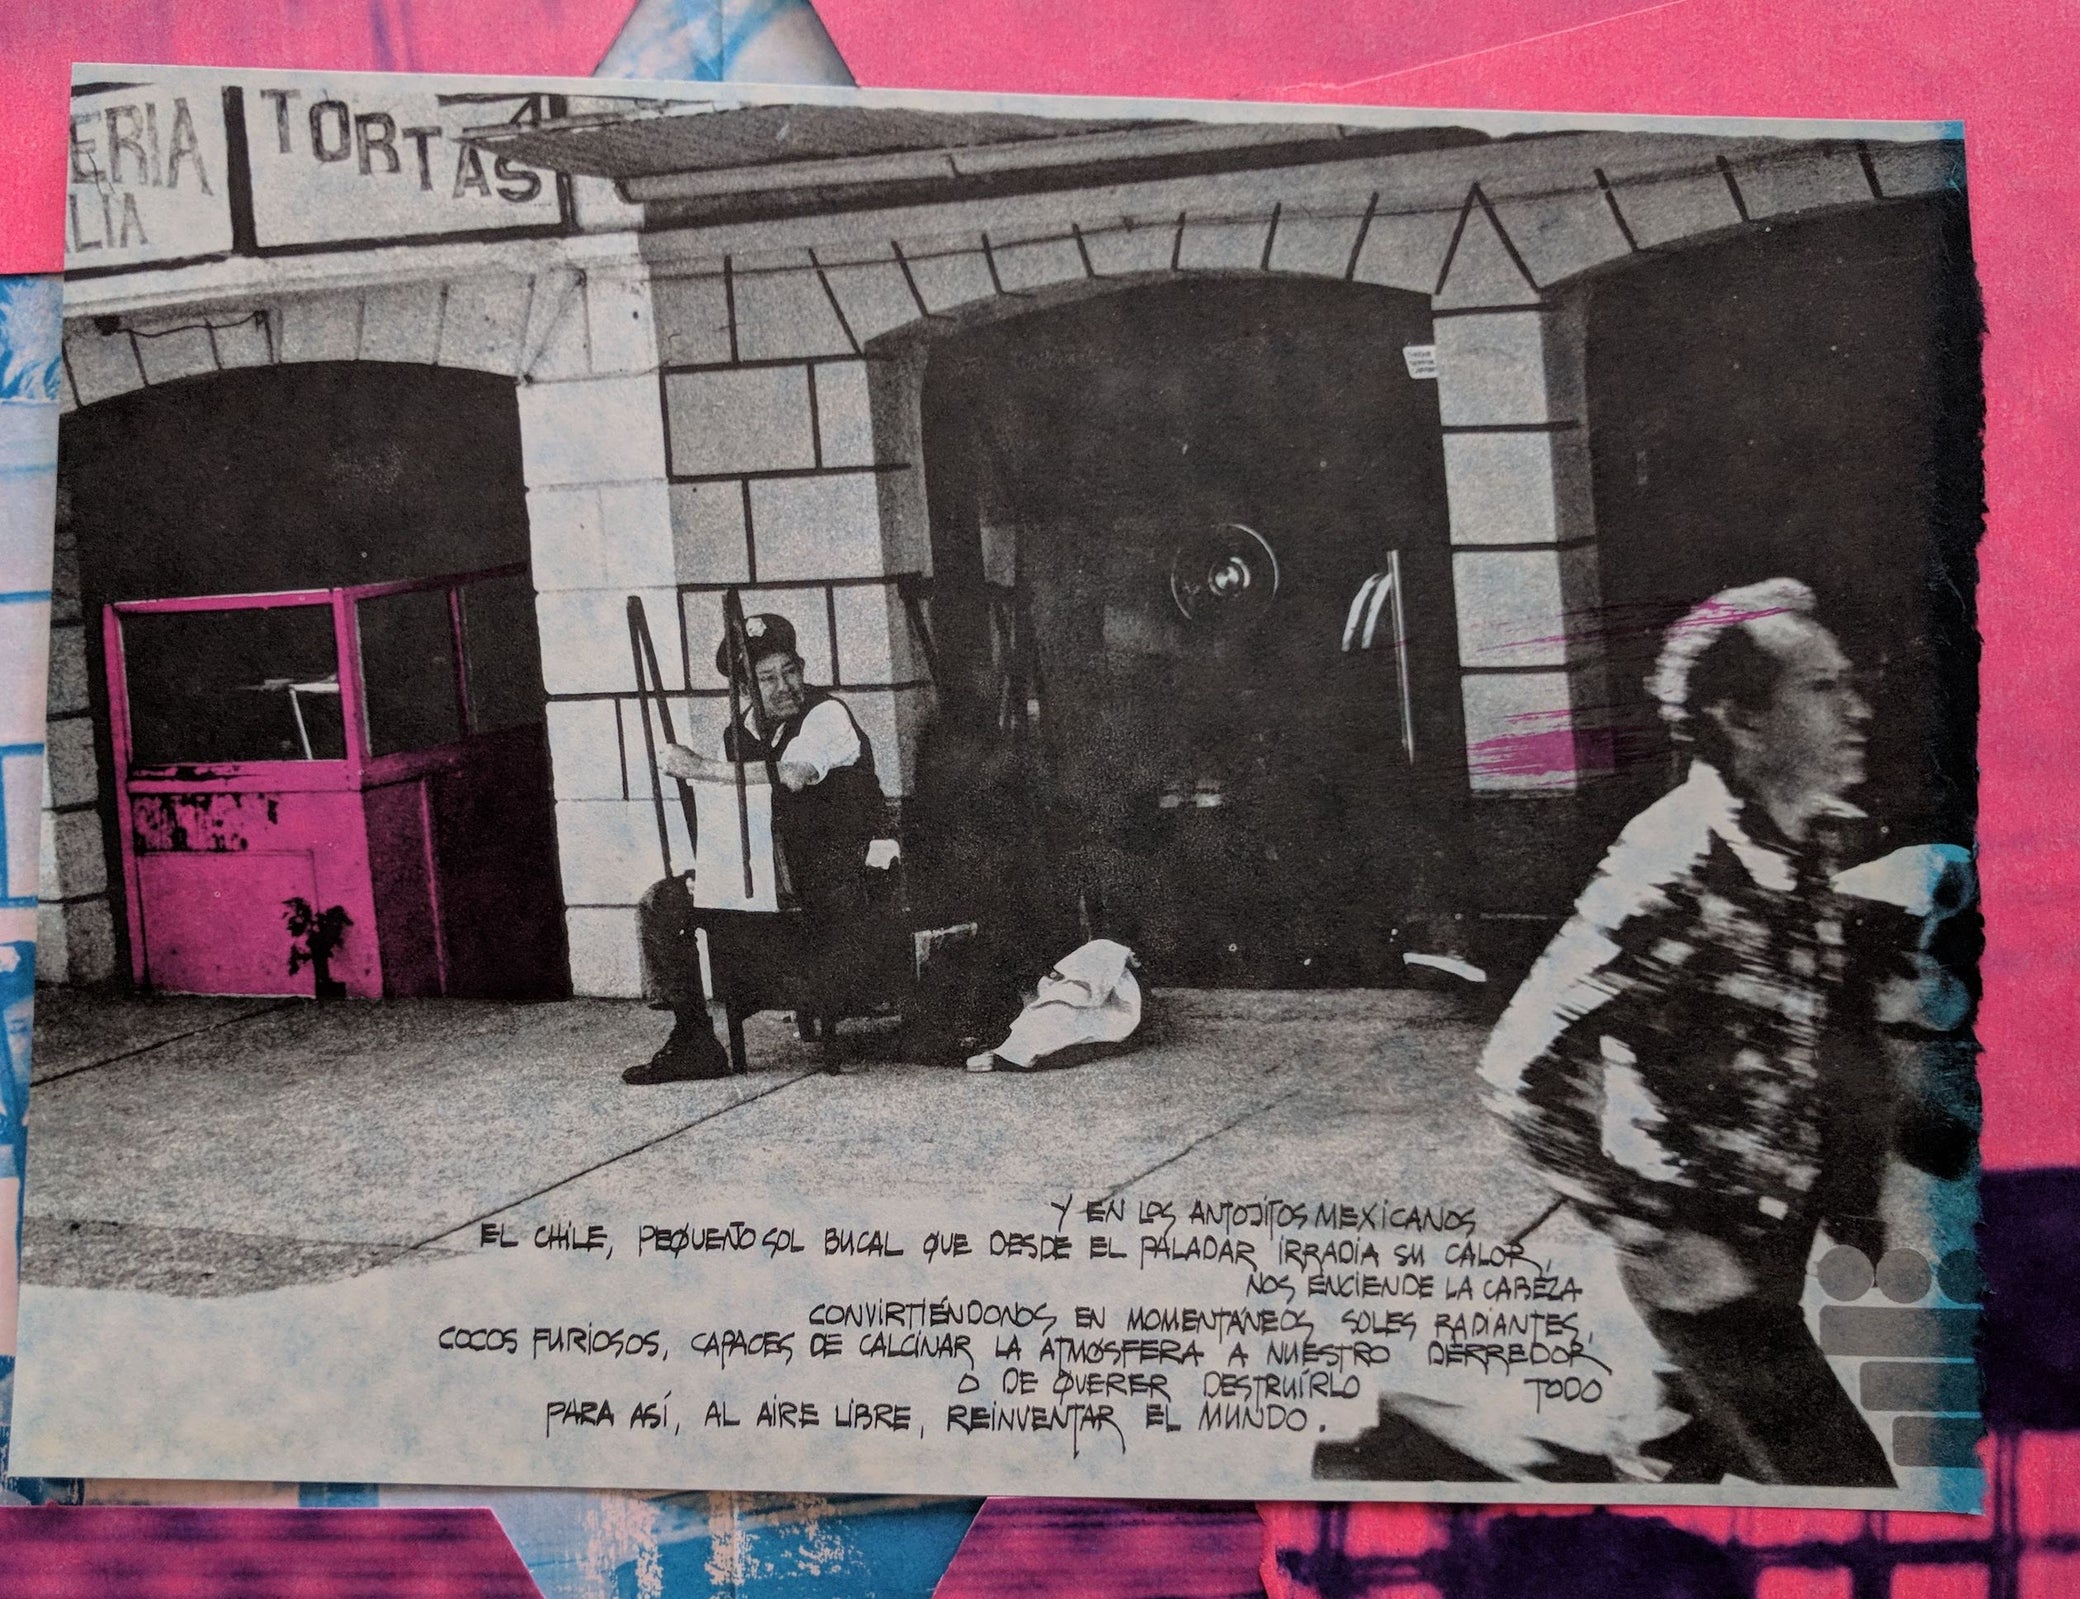 ERIA
LIA
TORTAS
Y EN LOS ANTOJITOS MEXICANOS
EL CHILE, PEQUEÑO SOL BUCAL QUE DESDE EL PALADAR IRRADIA SU CALOR,
NOS ENCIENDE LA CABEZA
CONVIRTIÉNDONOS EN MOMENTÁNEOS SOLES RADIANTES,
COCOS FURIOSOS, CAPACES DE CALCINAR LA ATMÓSFERA A NUESTRO DERREDOR
O DE QUERER DESTRUÍRLO TODO
PARA ASÍ, AL AIRE LIBRE, REINVENTAR EL MUNDO.